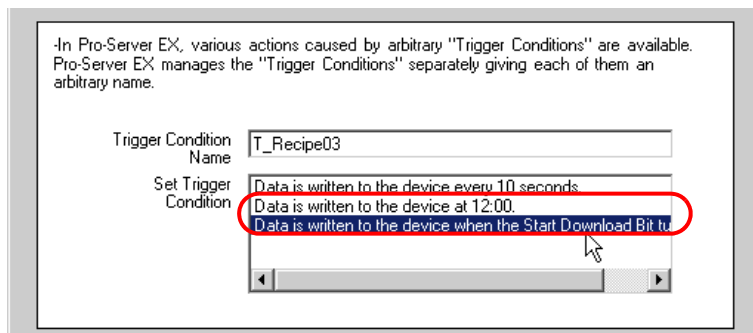 -In Pro-Server EX, various actions caused by arbitrary "Trigger Conditions" are available.
Pro-Server EX manages the "Trigger Conditions" separately giving each of them an
arbitrary name.
Trigger Condition
Name
T_Recipe03
Set Trigger
Condition
Data is written to the device every 10 seconds.
Data is written to the device at 12:00.
Data is written to the device when the Start Download Bit tu